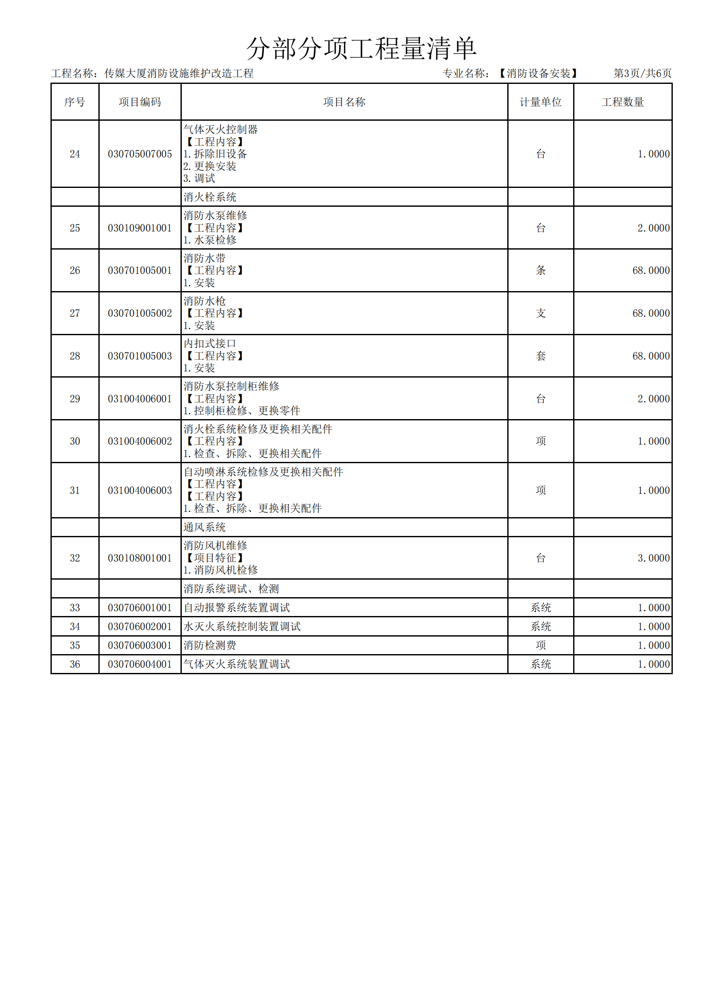 分部分项工程量清单
工程名称：传媒大厦消防设施维护改造工程 专业名称：【消防设备安装】 第3页/共6页
序号 项目编码 项目名称 计量单位 工程数量
气体灭火控制器
【工程内容】
24 030705007005 1.拆除旧设备 台 1.0000
2.更换安装
3.调试
消火栓系统
消防水泵维修
25 030109001001 【工程内容】 台 2.0000
1.水泵检修
消防水带
26 030701005001 【工程内容】 条 68.0000
1.安装
消防水枪
27 030701005002 【工程内容】 支 68.0000
1.安装
内扣式接口
28 030701005003 【工程内容】 套 68.0000
1.安装
消防水泵控制柜维修
29 031004006001 【工程内容】 台 2.0000
1.控制柜检修、更换零件
消火栓系统检修及更换相关配件
30 031004006002 【工程内容】 项 1.0000
1.检查、拆除、更换相关配件
自动喷淋系统检修及更换相关配件
【工程内容】
31 031004006003 【工程内容】 项 1.0000
1.检查、拆除、更换相关配件
通风系统
消防风机维修
32 030108001001 【项目特征】 台 3.0000
1.消防风机检修
消防系统调试、检测
33 030706001001 自动报警系统装置调试 系统 1.0000
34 030706002001 水灭火系统控制装置调试 系统 1.0000
35 030706003001 消防检测费 项 1.0000
36 030706004001 气体灭火系统装置调试 系统 1.0000